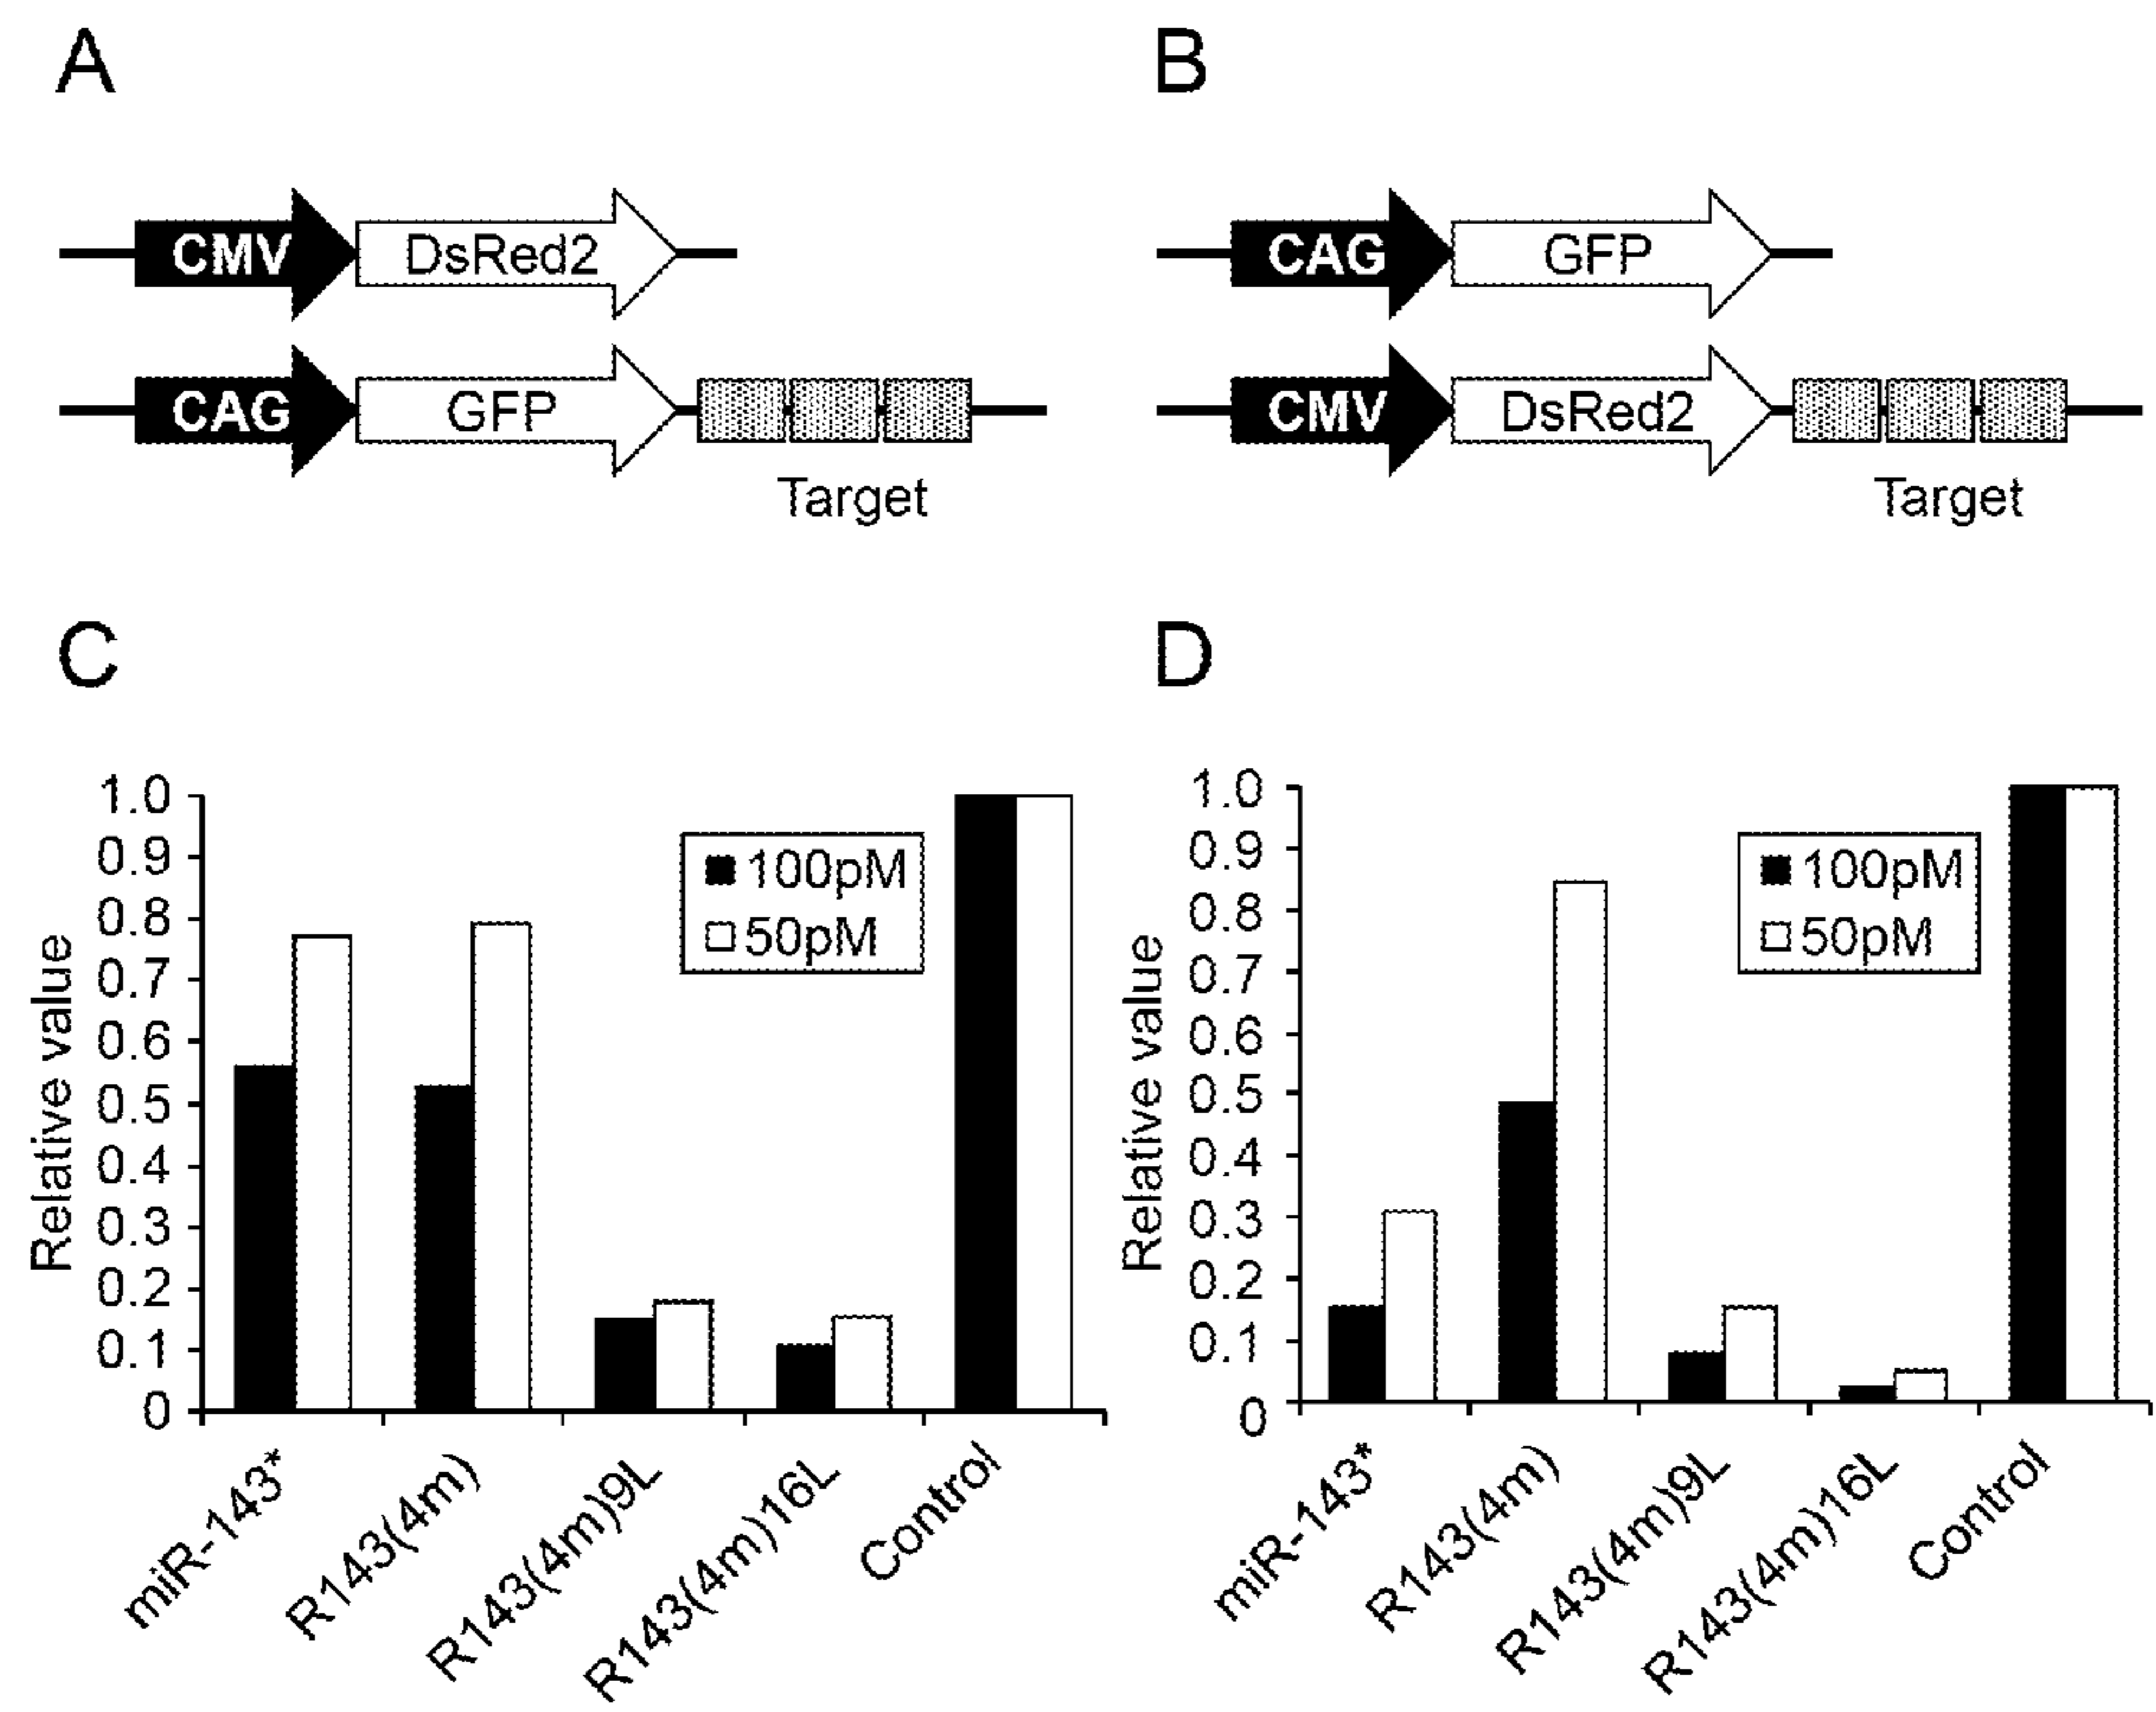 A
B
CMV DsRed2
CAG GFP
CAG GFP
CMV DsRed2
Target
Target
C
D
Relative value
1.0
0.9
0.8
0.7
0.6
0.5
0.4
0.3
0.2
0.1
0
100pM
50pM
miR-143*
R143(4m)
R143(4m)9L
R143(4m)16L
Control
Relative value
1.0
0.9
0.8
0.7
0.6
0.5
0.4
0.3
0.2
0.1
0
100pM
50pM
miR-143*
R143(4m)
R143(4m)9L
R143(4m)16L
Control